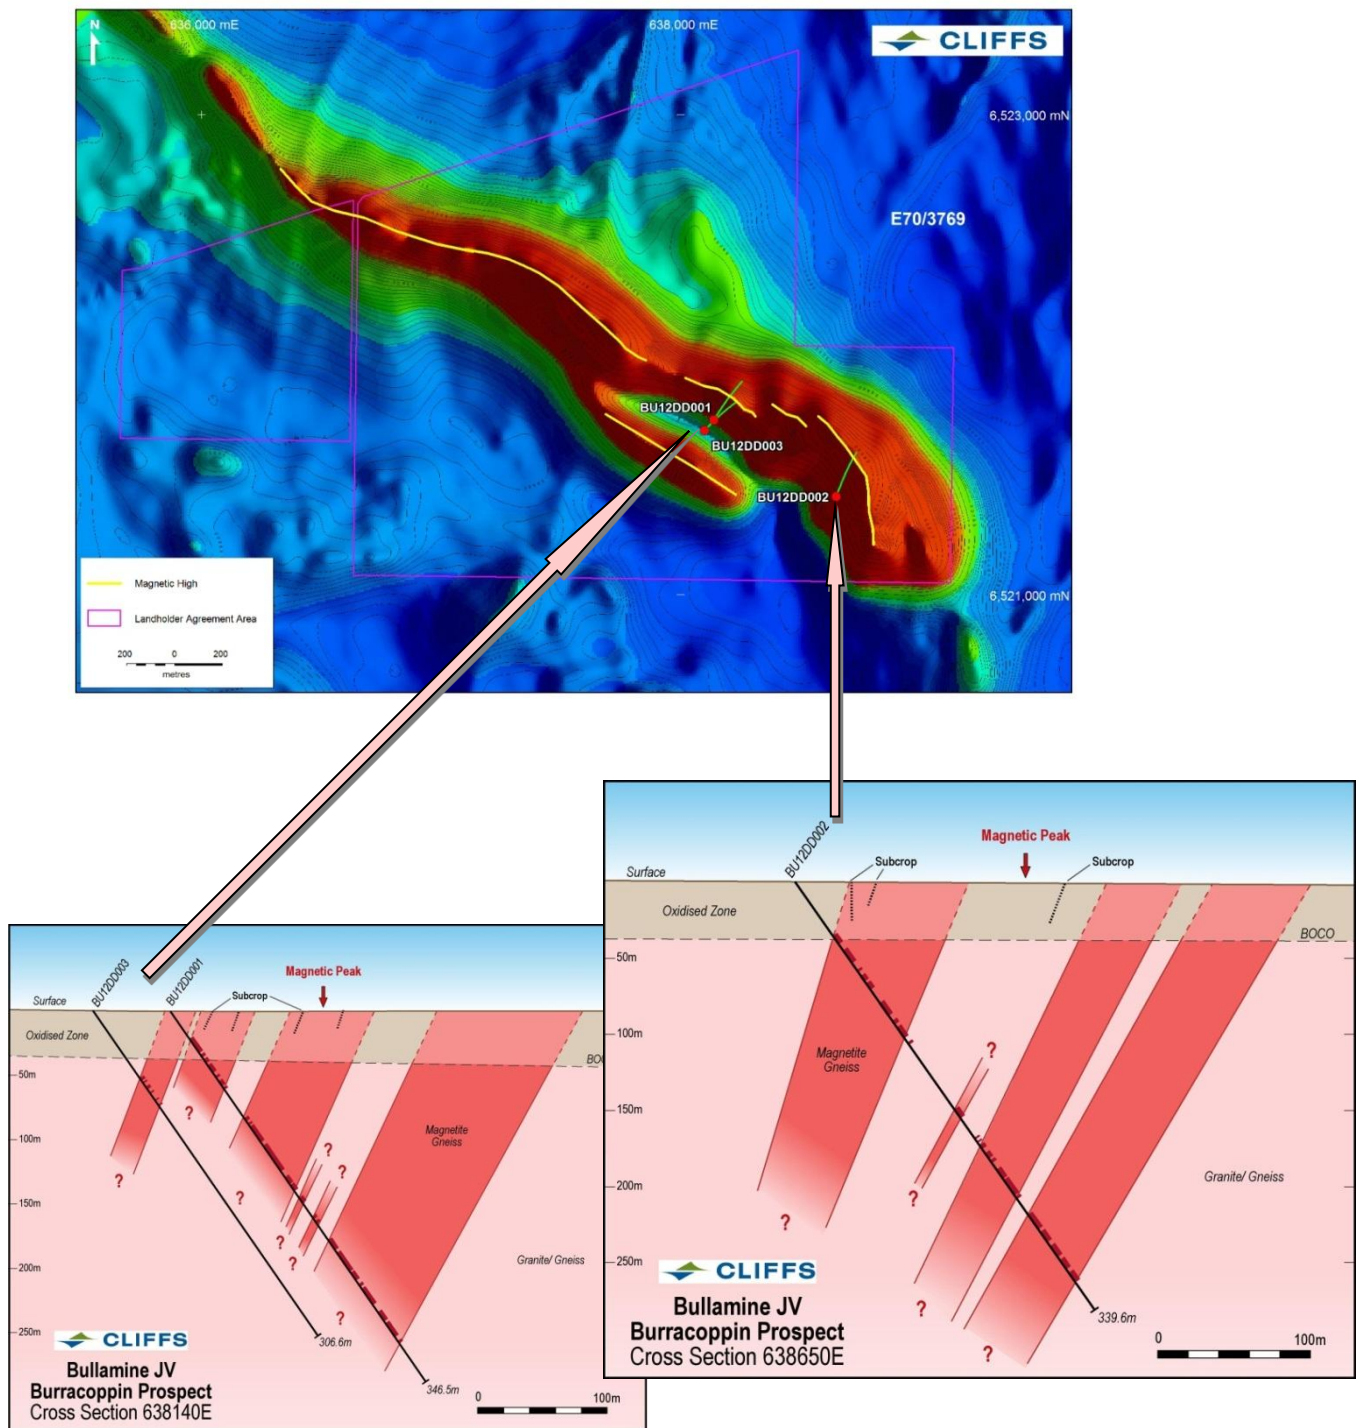 N
636,000 mE
638,000 mE
CLIFFS
6,523,000 mN
E70/3769
BU12DD001
BU12DD003
BU12DD002
Magnetic High
Landholder Agreement Area
200 0 200
metres
6,521,000 mN
BU12DD002
Magnetic Peak
Subcrop
Subcrop
Surface
Oxidised Zone
BOCO
50m
100m
Magnetite
Gneiss
?
150m
?
200m
Granite/ Gneiss
?
250m
?
?
CLIFFS
339.6m
Bullamine JV
Burracoppin Prospect
Cross Section 638650E
0 100m
BU12DD003
BU12DD001
Magnetic Peak
Subcrop
Surface
Oxidised Zone
50m
?
100m
Magnetite
Gneiss
?
?
?
150m
?
?
?
200m
Granite/ Gneiss
?
250m
CLIFFS
306.6m
346.5m
Bullamine JV
Burracoppin Prospect
Cross Section 638140E
0 100m